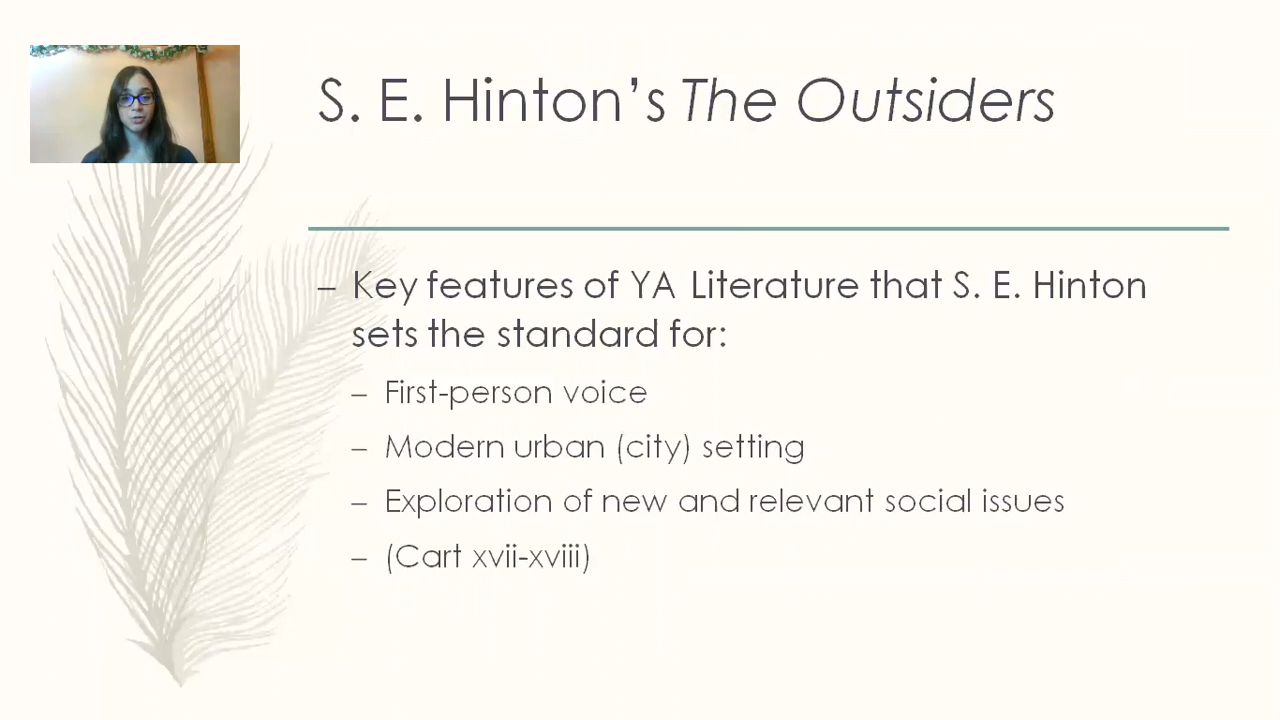 S. E. Hinton’s The Outsiders
– Key features of YA Literature that S. E. Hinton
sets the standard for:
– First-person voice
– Modern urban (city) setting
– Exploration of new and relevant social issues
– (Cart xvii-xviii)